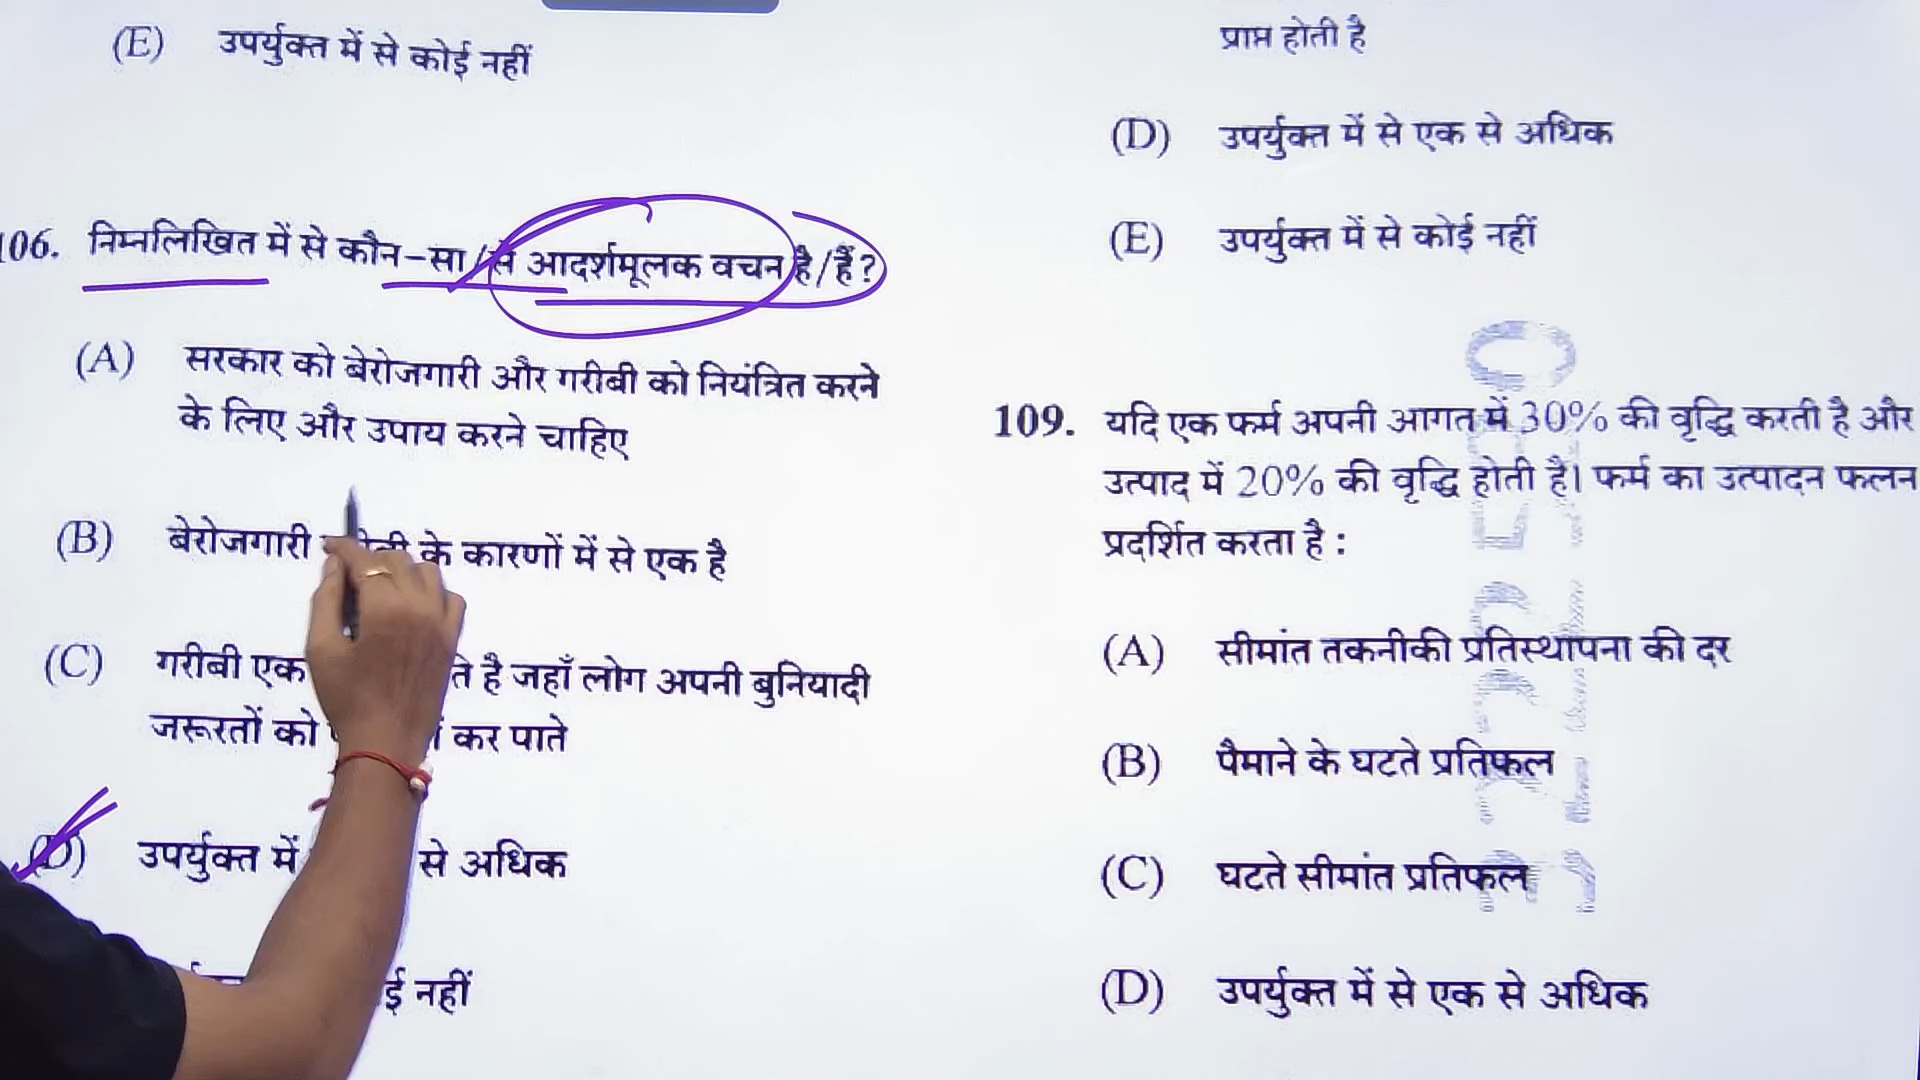 (E) उपर्युक्त में से कोई नहीं
106. निम्नलिखित में से कौन-सा/से आदर्शमूलक वचन है/हैं?
(A) सरकार को बेरोजगारी और गरीबी को नियंत्रित करने
के लिए और उपाय करने चाहिए
(B) बेरोजगारी के कारणों में से एक है
(C) गरीबी एक है जहाँ लोग अपनी बुनियादी
जरूरतों को कर पाते
(D) उपर्युक्त में से अधिक
नहीं
प्राप्त होती है
(D) उपर्युक्त में से एक से अधिक
(E) उपर्युक्त में से कोई नहीं
109. यदि एक फर्म अपनी आगत में 30% की वृद्धि करती है और
उत्पाद में 20% की वृद्धि होती है। फर्म का उत्पादन फलन
प्रदर्शित करता है :
(A) सीमांत तकनीकी प्रतिस्थापना की दर
(B) पैमाने के घटते प्रतिफल
(C) घटते सीमांत प्रतिफल
(D) उपर्युक्त में से एक से अधिक